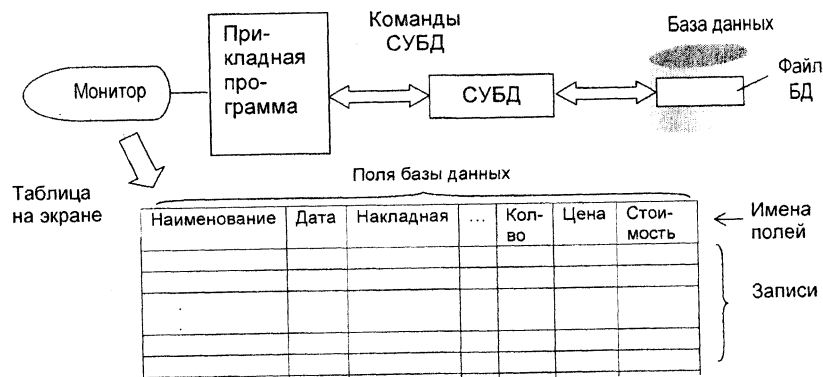 Команды
СУБД
База данных
При-
кладная
про-
грамма
Монитор
СУБД
Файл
БД
Таблица
на экране
Поля базы данных
Наименование Дата Накладная ... Кол-
во Цена Стои-
мость
Имена
полей
Записи